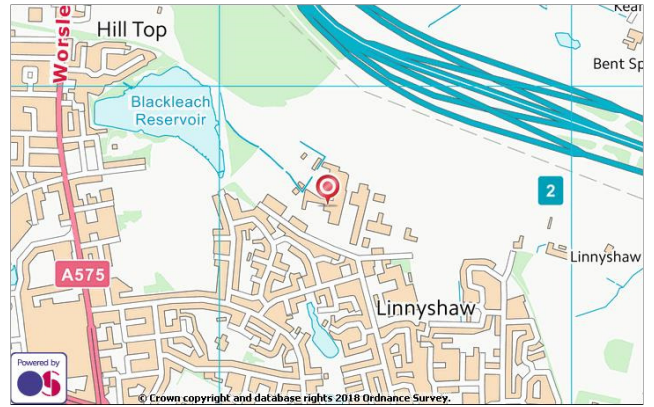 Hill Top
Worsle
Kear
Bent Sp
Blackleach
Reservoir
2
Linnyshaw
A575
Linnyshaw
Powered by
OS
© Crown copyright and database rights 2018 Ordnance Survey.